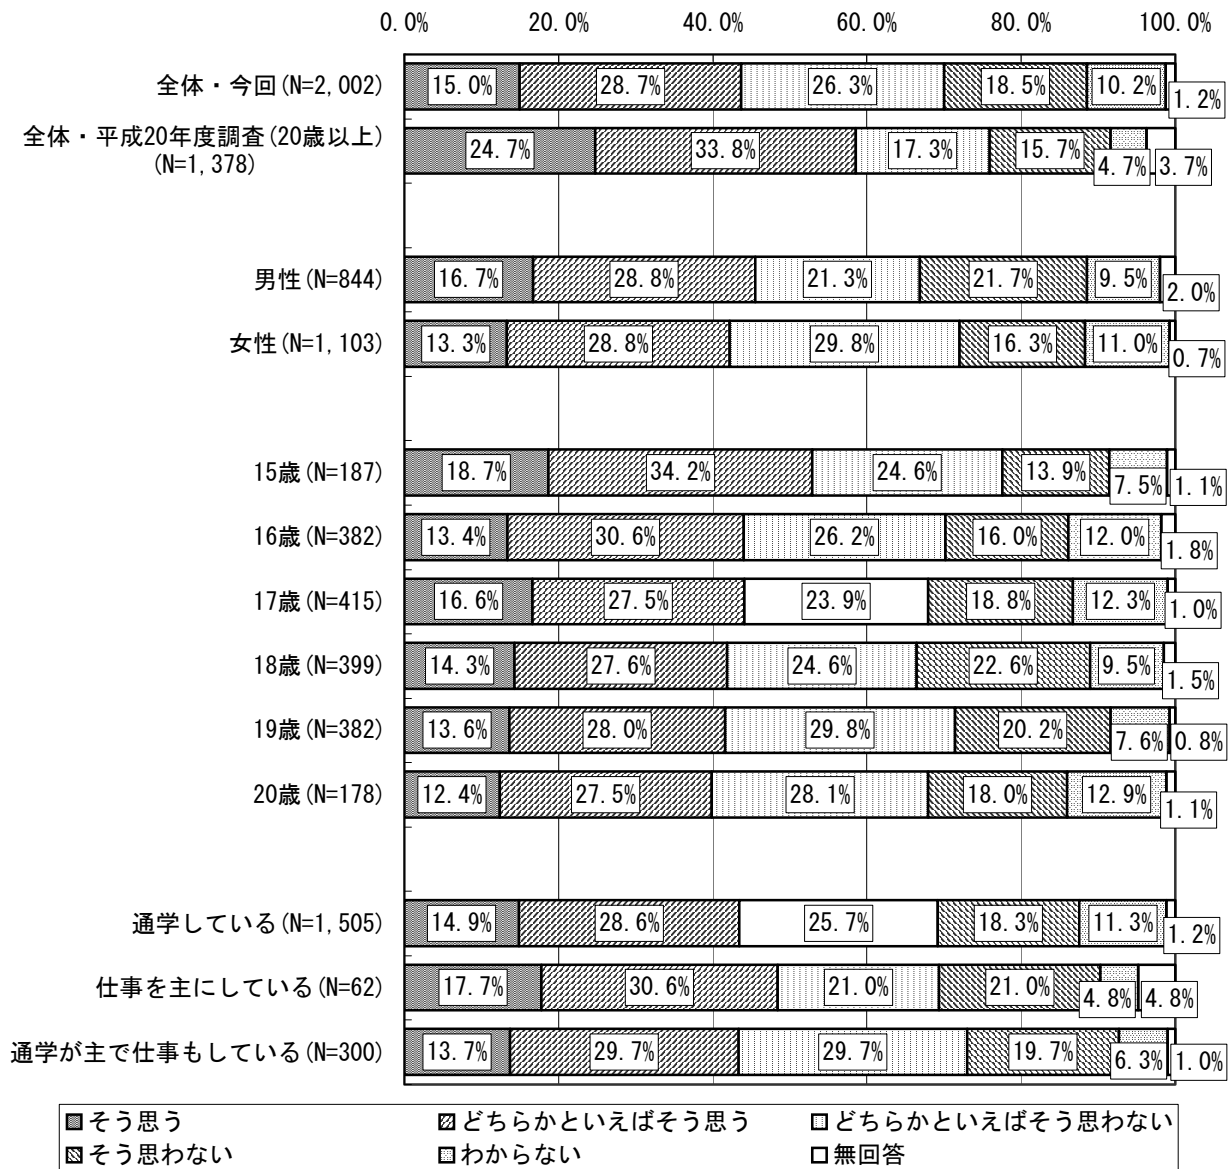 0.0% 20.0% 40.0% 60.0% 80.0% 100.0%
全体・今回(N=2,002) 15.0% 28.7% 26.3% 18.5% 10.2% 1.2%
全体・平成20年度調査(20歳以上)
(N=1,378) 24.7% 33.8% 17.3% 15.7% 4.7% 3.7%
男性(N=844) 16.7% 28.8% 21.3% 21.7% 9.5% 2.0%
女性(N=1,103) 13.3% 28.8% 29.8% 16.3% 11.0% 0.7%
15歳(N=187) 18.7% 34.2% 24.6% 13.9% 7.5% 1.1%
16歳(N=382) 13.4% 30.6% 26.2% 16.0% 12.0% 1.8%
17歳(N=415) 16.6% 27.5% 23.9% 18.8% 12.3% 1.0%
18歳(N=399) 14.3% 27.6% 24.6% 22.6% 9.5% 1.5%
19歳(N=382) 13.6% 28.0% 29.8% 20.2% 7.6% 0.8%
20歳(N=178) 12.4% 27.5% 28.1% 18.0% 12.9% 1.1%
通学している(N=1,505) 14.9% 28.6% 25.7% 18.3% 11.3% 1.2%
仕事を主にしている(N=62) 17.7% 30.6% 21.0% 21.0% 4.8% 4.8%
通学が主で仕事もしている(N=300) 13.7% 29.7% 29.7% 19.7% 6.3% 1.0%
そう思う どちらかといえばそう思う どちらかといえばそう思わない
そう思わない わからない 無回答